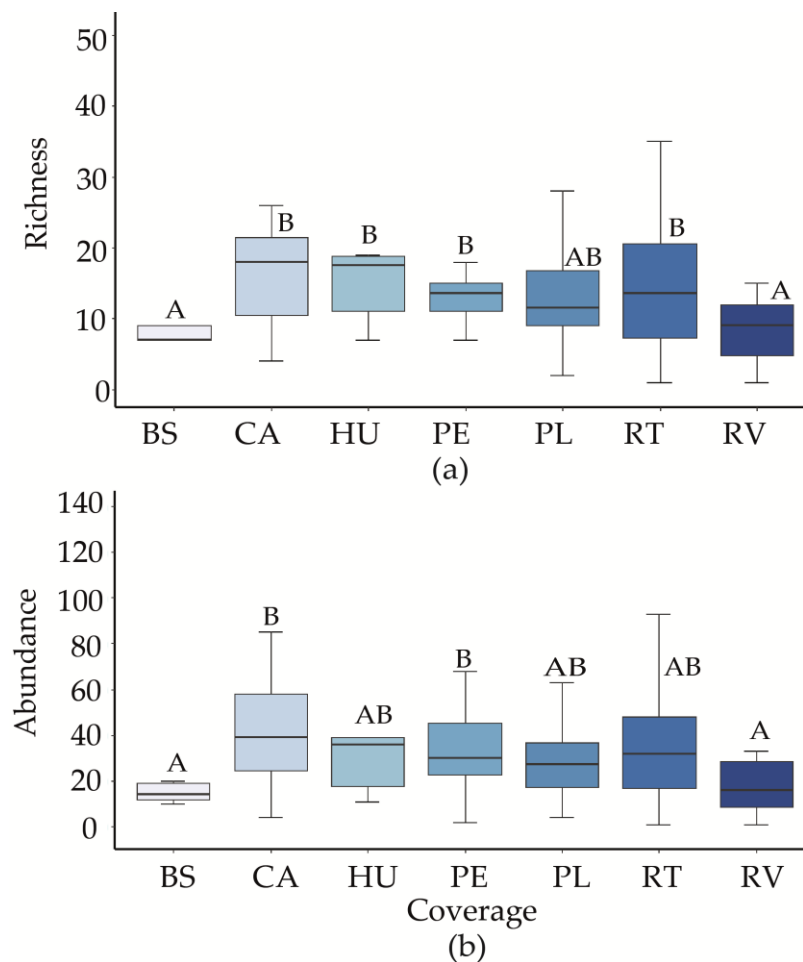 Richness
50
40
30
20
10
0
A
B
B
B
AB
B
A
BS CA HU PE PL RT RV
(a)
Abundance
140
120
100
80
60
40
20
0
A
B
AB
B
AB
AB
A
BS CA HU PE PL RT RV
Coverage
(b)